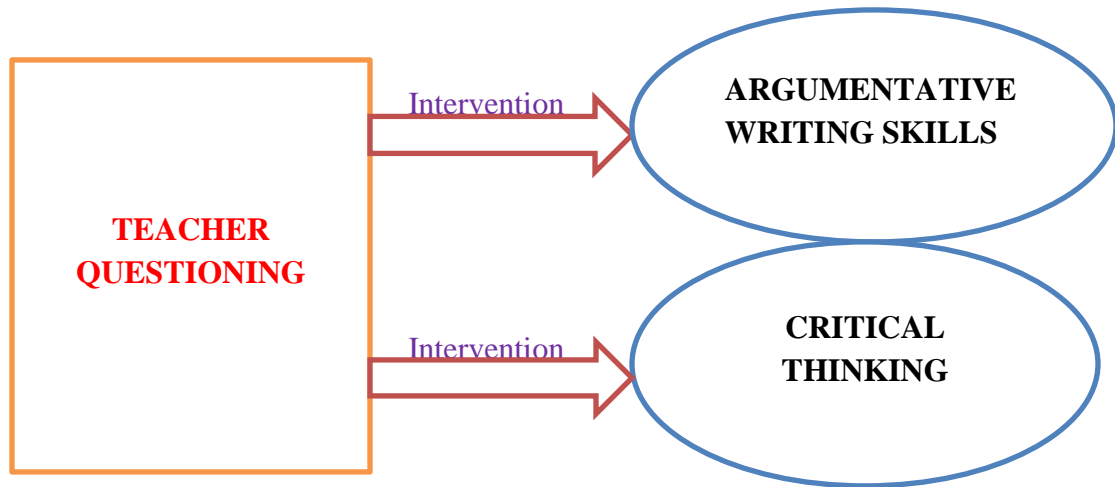 TEACHER
QUESTIONING
Intervention
ARGUMENTATIVE
WRITING SKILLS
Intervention
CRITICAL
THINKING